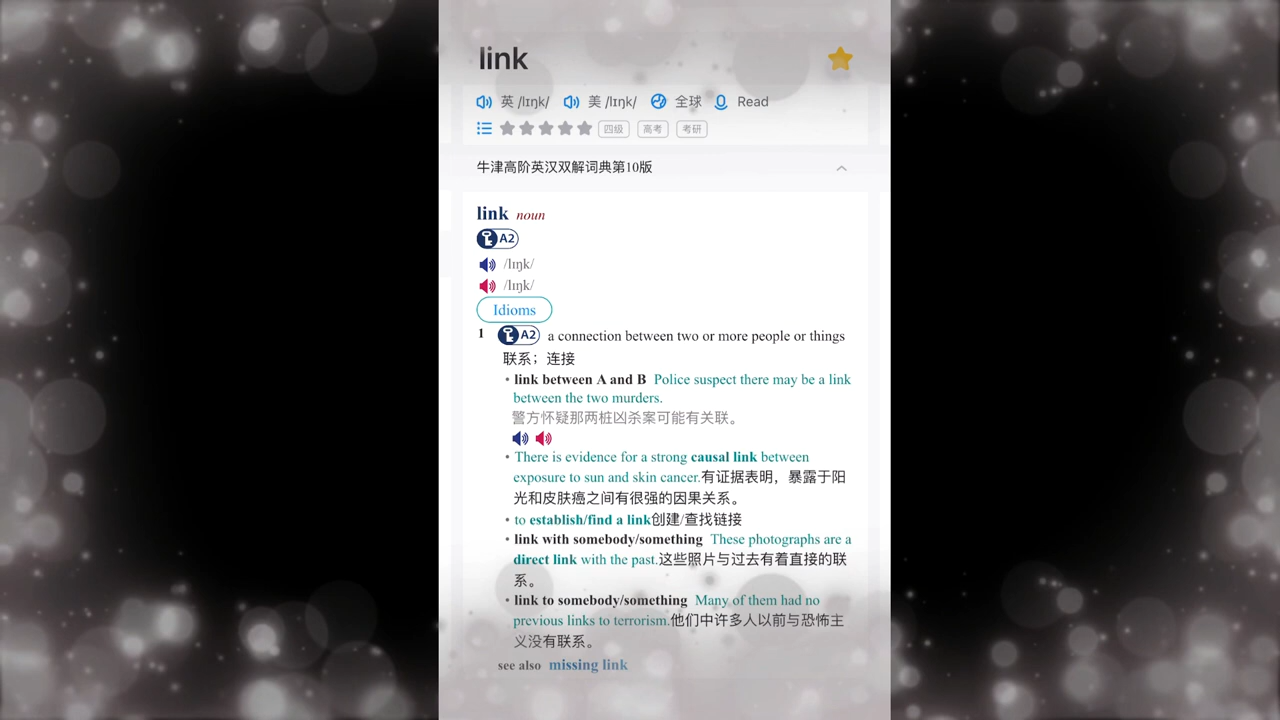 link
英 /lɪŋk/ 美 /lɪŋk/ 全球 Read
四级 高考 考研
牛津高阶英汉双解词典第10版
link noun
A2
/lɪŋk/
/lɪŋk/
Idioms
1 A2 a connection between two or more people or things
联系；连接
• link between A and B Police suspect there may be a link
between the two murders.
警方怀疑那两桩凶杀案可能有关联。
• There is evidence for a strong causal link between
exposure to sun and skin cancer.有证据表明，暴露于阳
光和皮肤癌之间有很强的因果关系。
• to establish/find a link创建/查找链接
• link with somebody/something These photographs are a
direct link with the past.这些照片与过去有着直接的联
系。
• link to somebody/something Many of them had no
previous links to terrorism.他们中许多人以前与恐怖主
义没有联系。
see also missing link